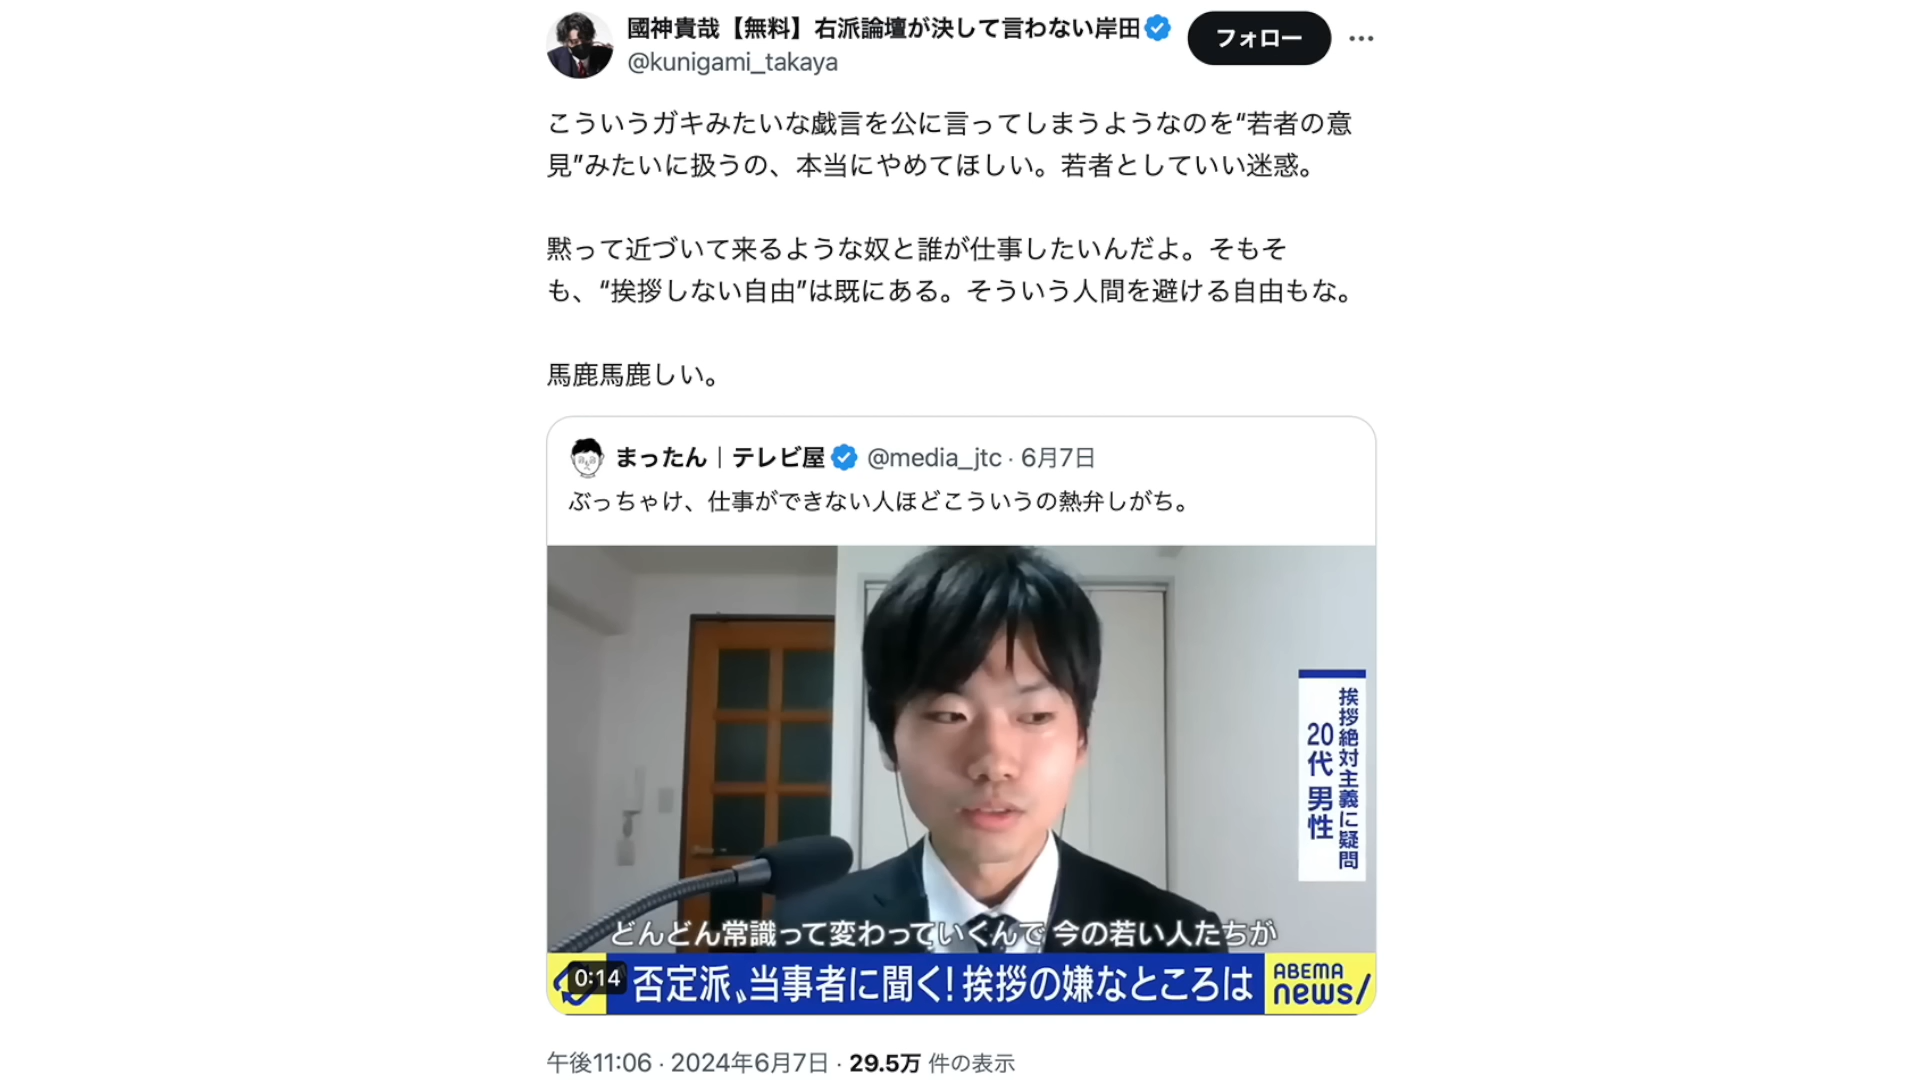 國神貴哉【無料】右派論壇が決して言わない岸田
フォロー
@kunigami_takaya
こういうガキみたいな戯言を公に言ってしまうようなのを“若者の意
見”みたいに扱うの、本当にやめてほしい。若者としていい迷惑。
黙って近づいて来るような奴と誰が仕事したいんだよ。そもそ
も、“挨拶しない自由”は既にある。そういう人間を避ける自由もな。
馬鹿馬鹿しい。
まったん｜テレビ屋 @media_jtc · 6月7日
ぶっちゃけ、仕事ができない人ほどこういうの熱弁しがち。
挨拶絶対主義に疑問
20代 男性
どんどん常識って変わっていくんで 今の若い人たちが
0:14
否定派〟当事者に聞く！挨拶の嫌なところは
ABEMA
news/
午後11:06 · 2024年6月7日 · 29.5万 件の表示